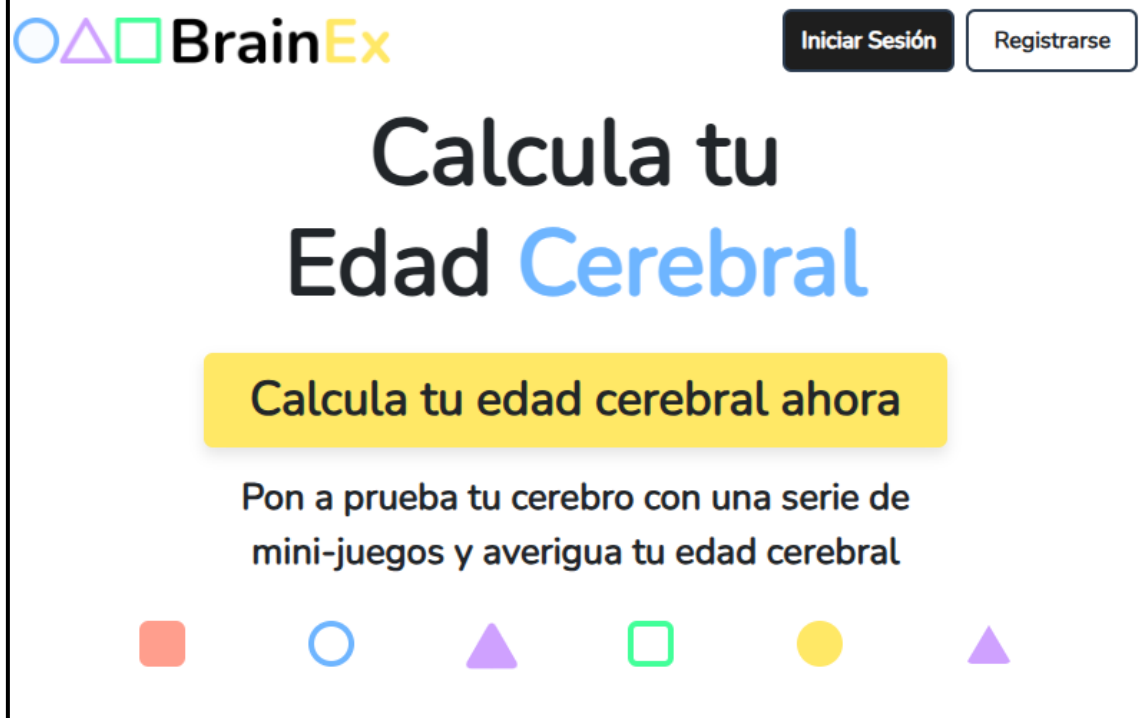 BrainEx
Iniciar Sesión
Registrarse
Calcula tu
Edad Cerebral
Calcula tu edad cerebral ahora
Pon a prueba tu cerebro con una serie de
mini-juegos y averigua tu edad cerebral